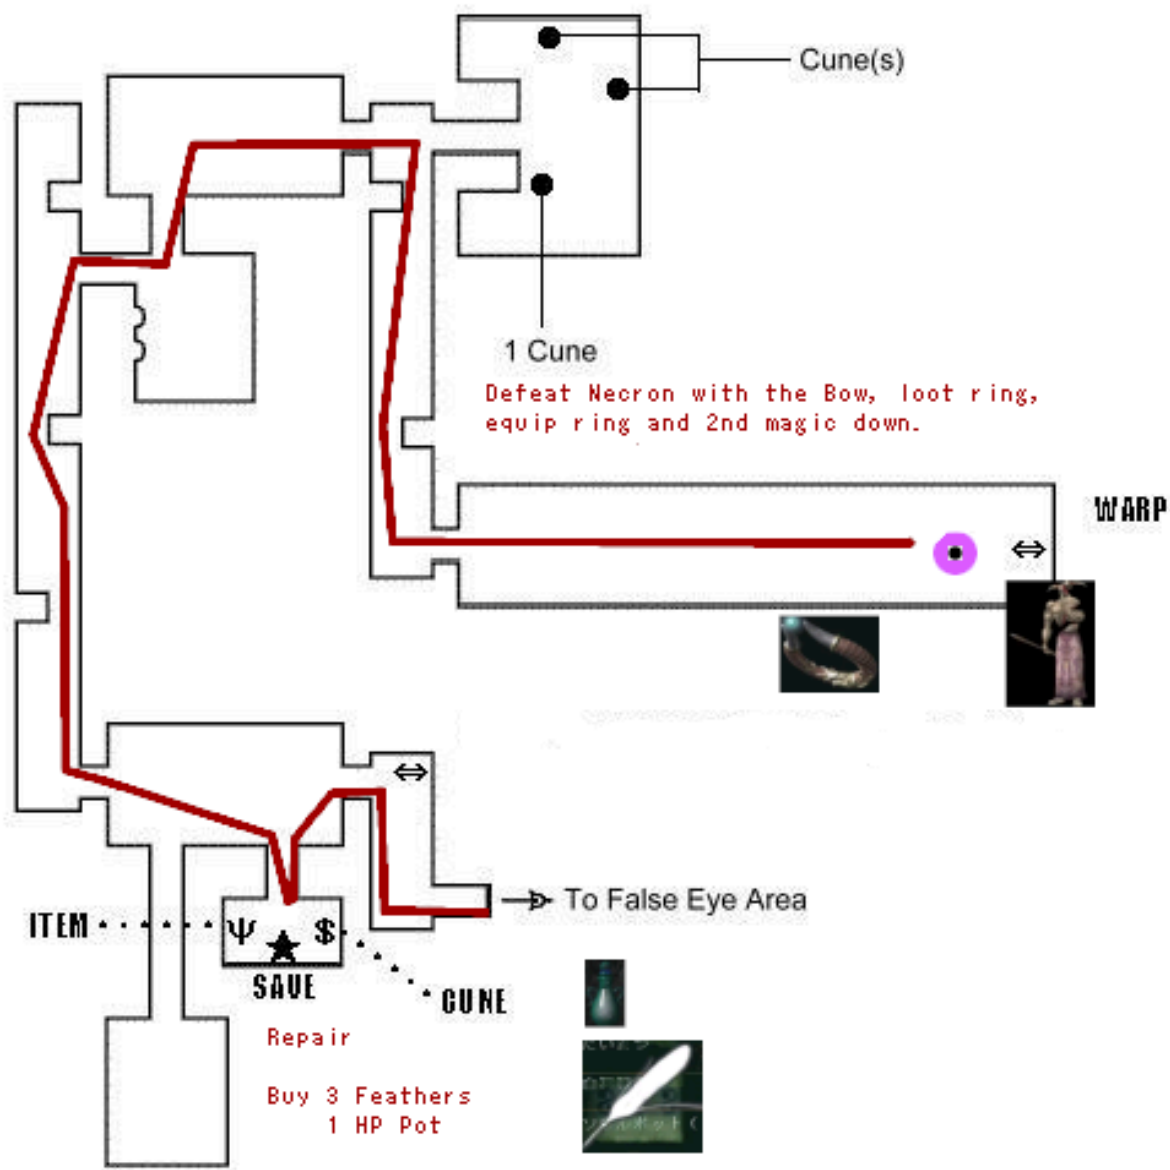 Cune(s)
1 Cune
Defeat Necron with the Bow, loot ring,
equip ring and 2nd magic down.
WARP
To False Eye Area
ITEM
$
SAVE
CUNE
Repair
Buy 3 Feathers
1 HP Pot